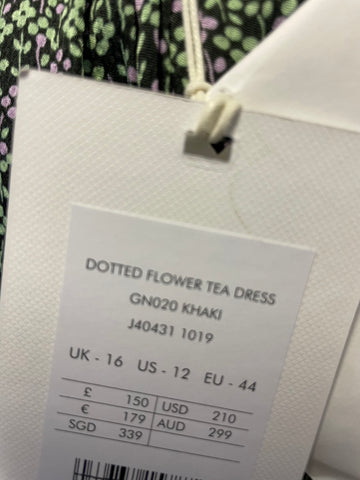 DOTTED FLOWER TEA DRESS
GN020 KHAKI
J40431 1019
UK - 16 US - 12 EU - 44
£ 150 USD 210
€ 179 AUD 299
SGD 339